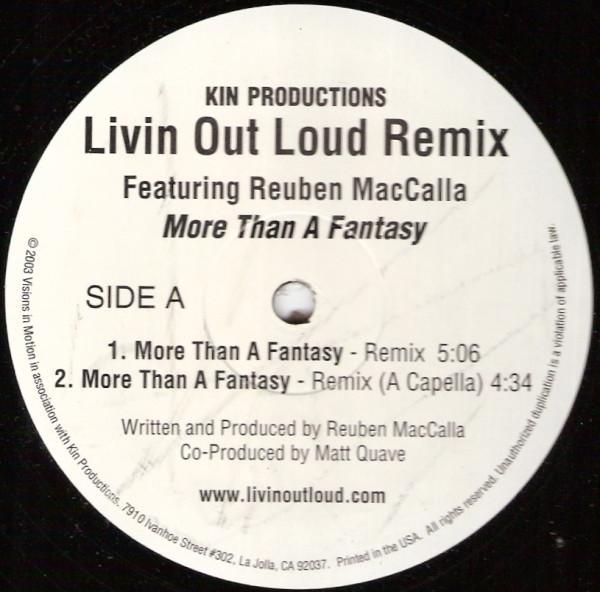 KIN PRODUCTIONS
Livin Out Loud Remix
Featuring Reuben MacCalla
More Than A Fantasy
SIDE A
1. More Than A Fantasy - Remix 5:06
2. More Than A Fantasy - Remix (A Capella) 4:34
Written and Produced by Reuben MacCalla
Co-Produced by Matt Quave
www.livinoutloud.com
© 2003 Visions in Motion in association with Kin Productions. 7910 Ivanhoe Street #302, La Jolla, CA 92037. Printed in the USA. All rights reserved. Unauthorized duplication is a violation of applicable law.